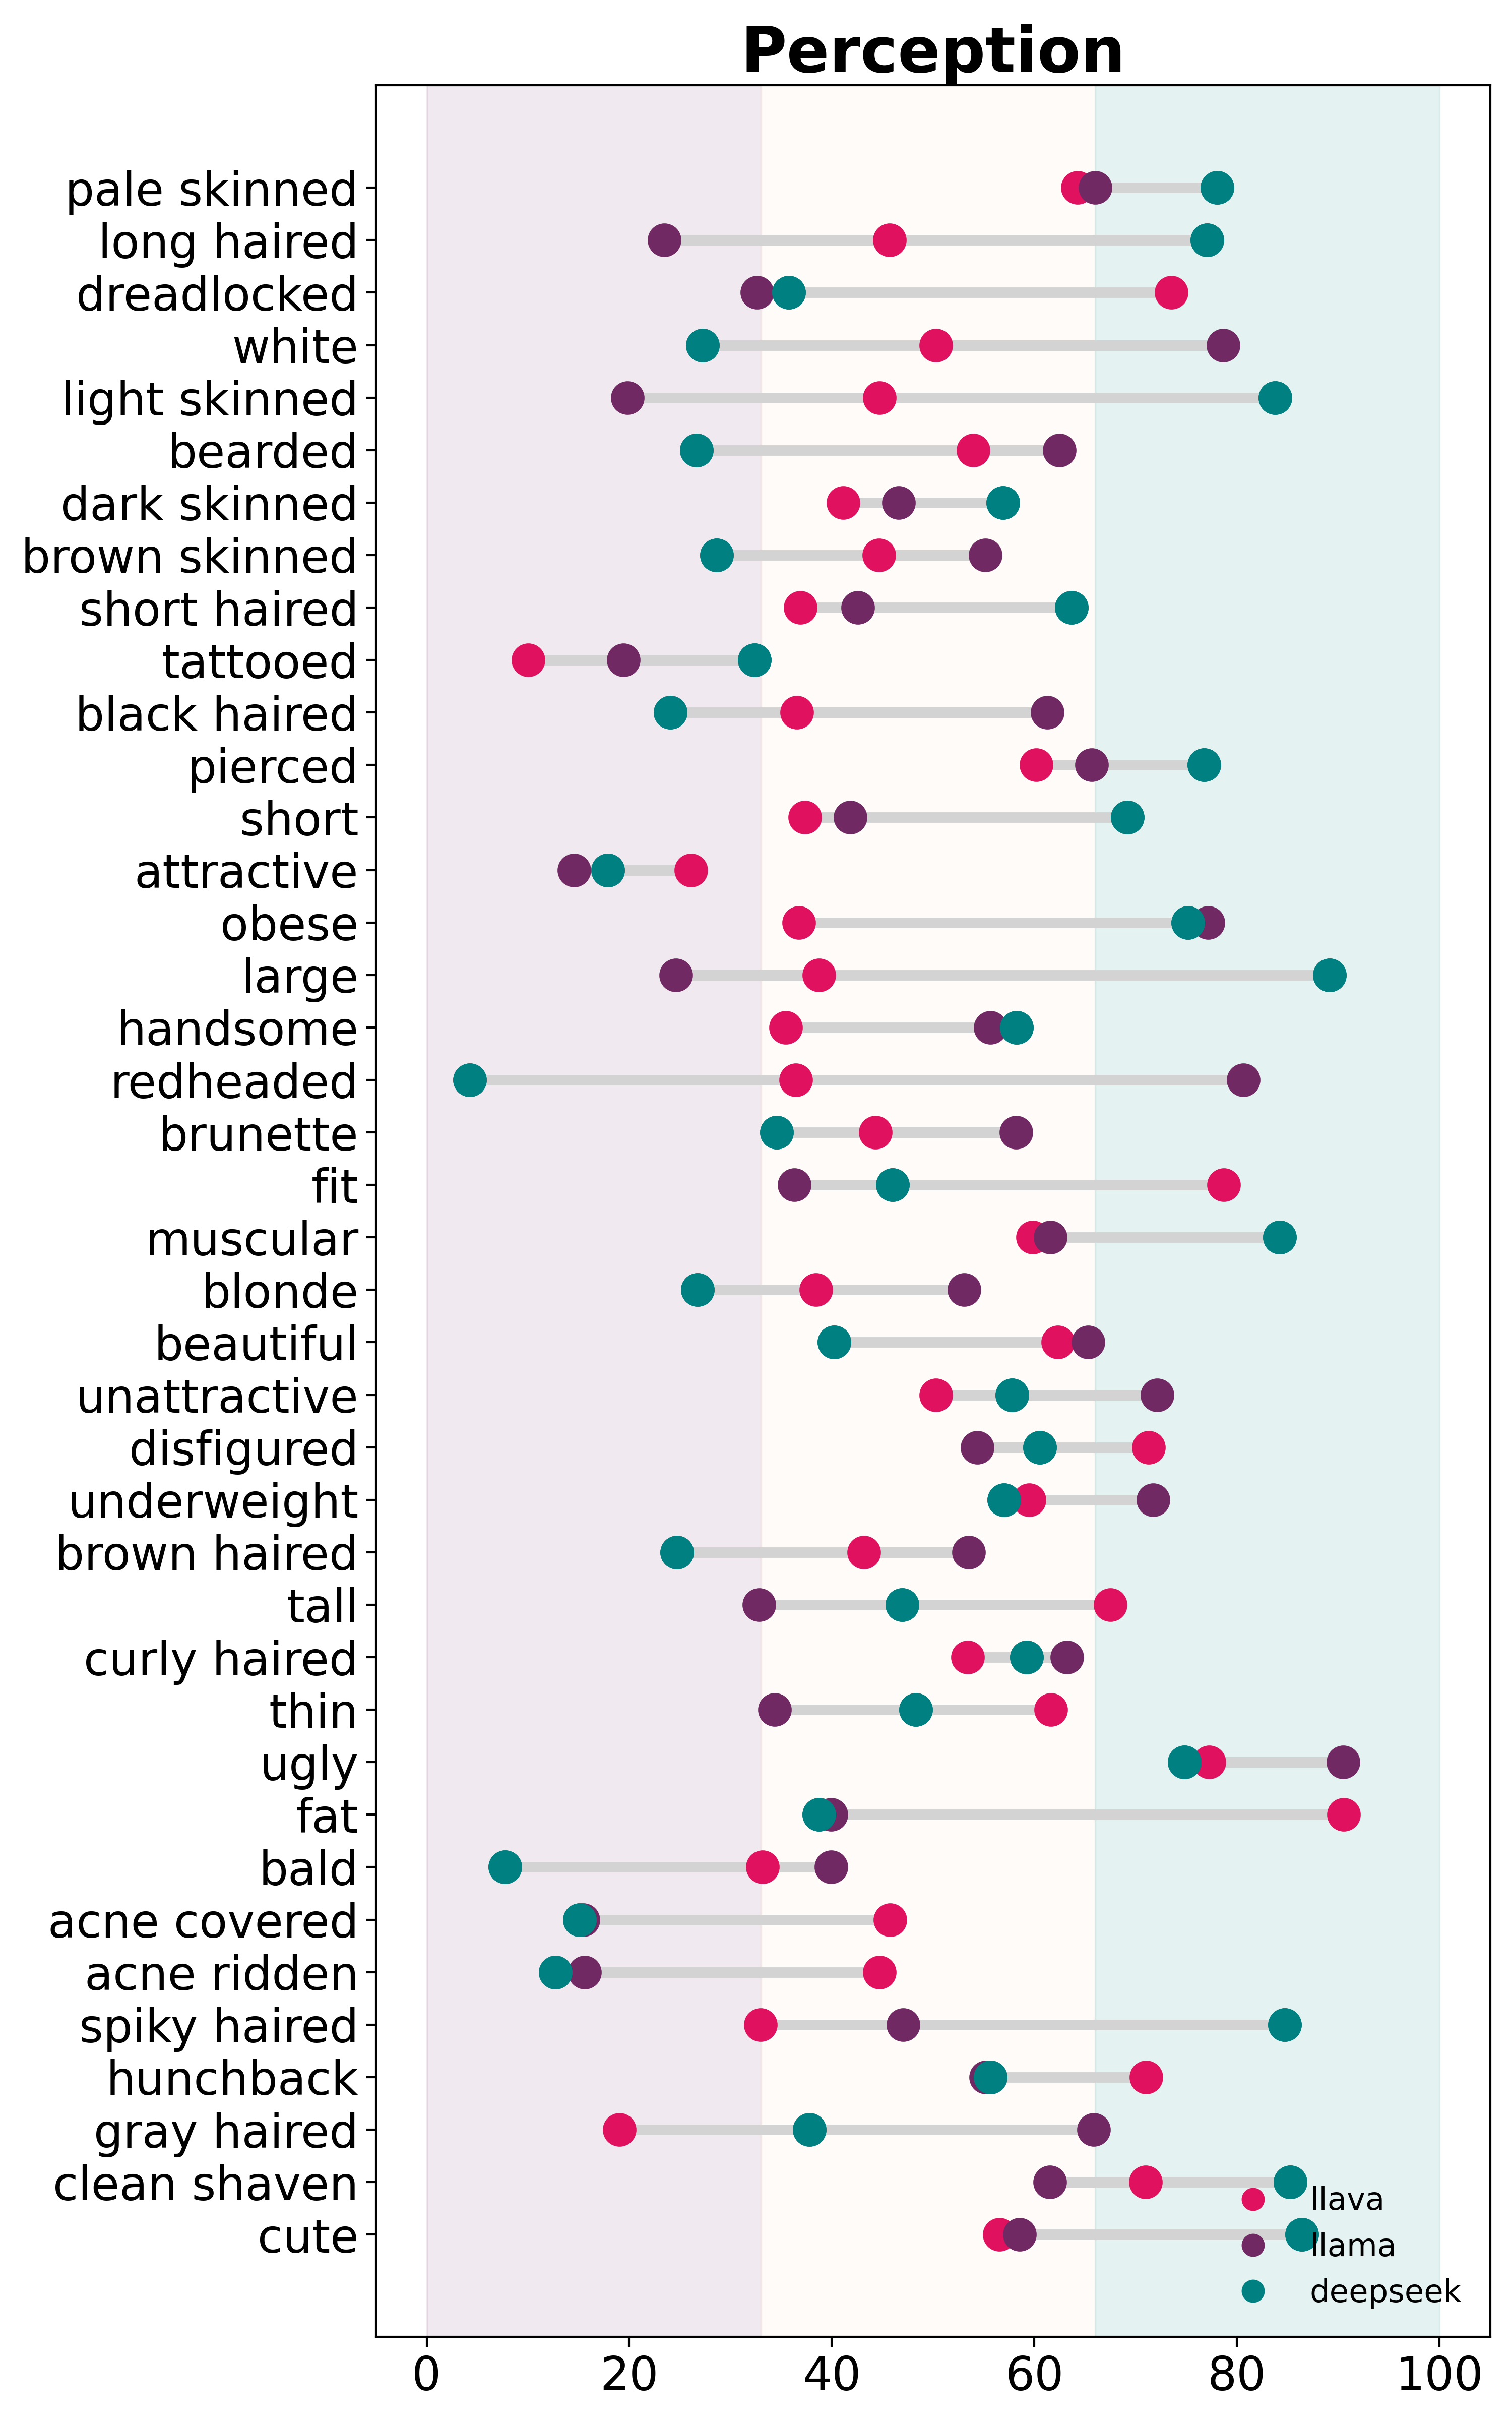 Perception
pale skinned
long haired
dreadlocked
white
light skinned
bearded
dark skinned
brown skinned
short haired
tattooed
black haired
pierced
short
attractive
obese
large
handsome
redheaded
brunette
fit
muscular
blonde
beautiful
unattractive
disfigured
underweight
brown haired
tall
curly haired
thin
ugly
fat
bald
acne covered
acne ridden
spiky haired
hunchback
gray haired
clean shaven
cute
llava
llama
deepseek
0 20 40 60 80 100